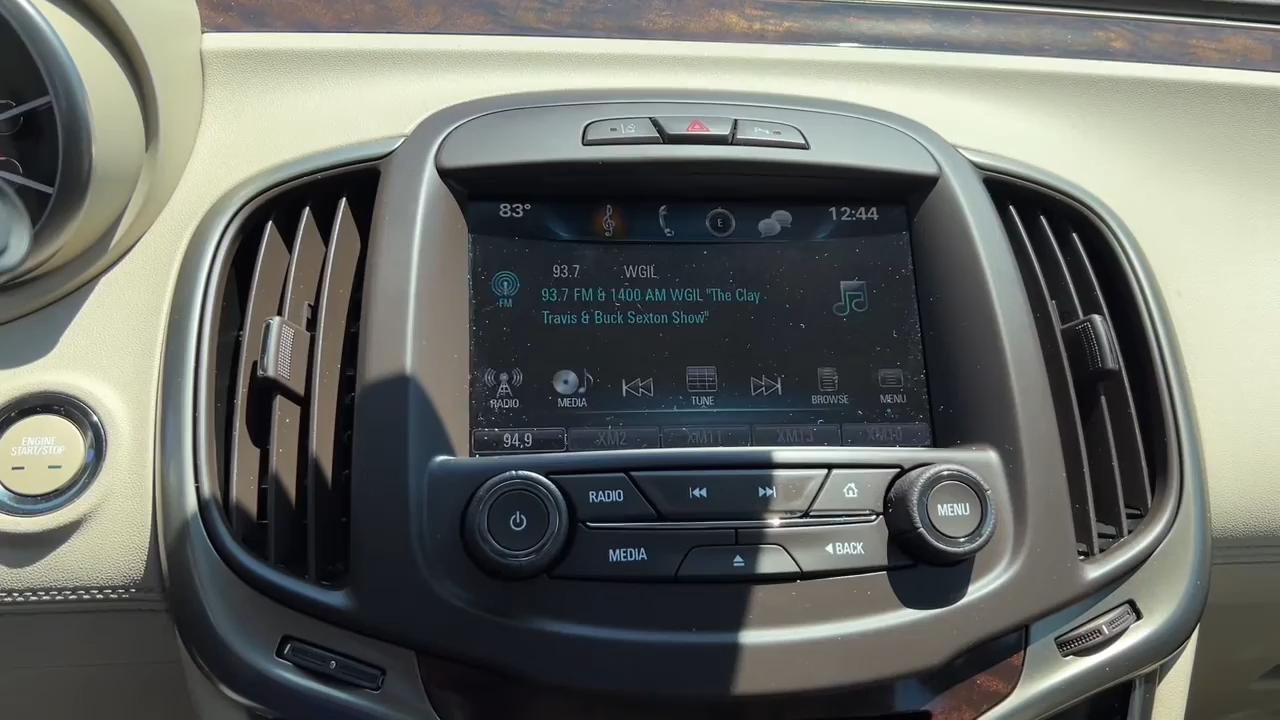 83°
E
12:44
93.7 WGIL
FM
93.7 FM & 1400 AM WGIL "The Clay
Travis & Buck Sexton Show"
RADIO
MEDIA
TUNE
BROWSE
MENU
94.9
XM2
XM11
XM13
ENGINE
START/STOP
RADIO
MENU
MEDIA
BACK